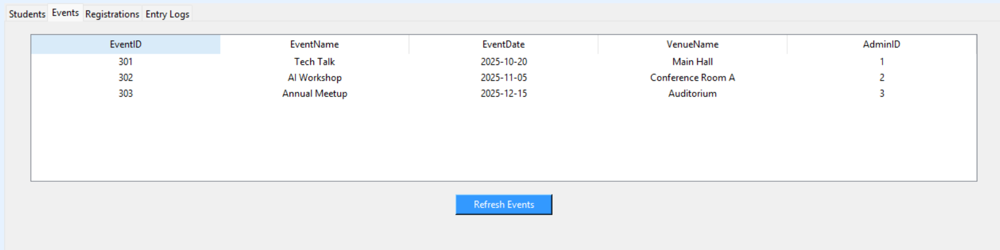 Students Events Registrations Entry Logs
EventID EventName EventDate VenueName AdminID
301 Tech Talk 2025-10-20 Main Hall 1
302 AI Workshop 2025-11-05 Conference Room A 2
303 Annual Meetup 2025-12-15 Auditorium 3
Refresh Events